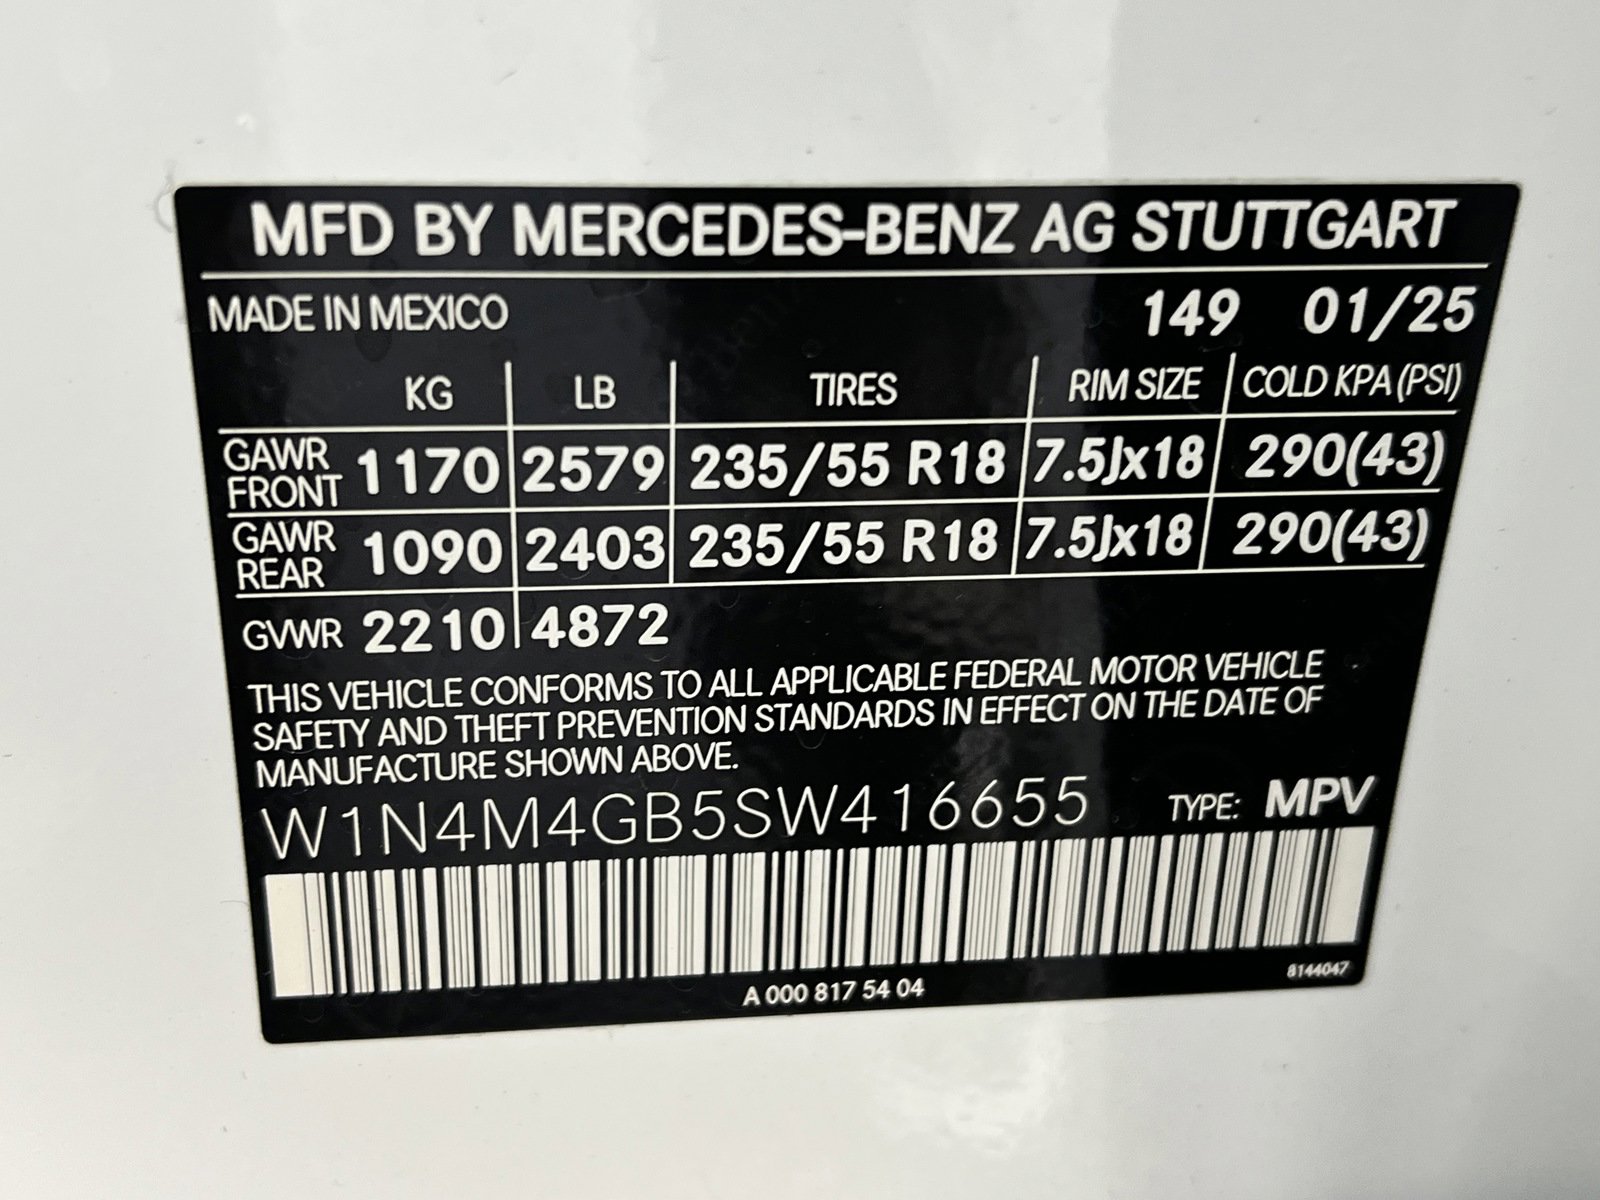 MFD BY MERCEDES-BENZ AG STUTTGART
MADE IN MEXICO 149 01/25
KG LB TIRES RIM SIZE COLD KPA (PSI)
GAWR FRONT 1170 2579 235/55 R18 7.5Jx18 290(43)
GAWR REAR 1090 2403 235/55 R18 7.5Jx18 290(43)
GVWR 2210 4872
THIS VEHICLE CONFORMS TO ALL APPLICABLE FEDERAL MOTOR VEHICLE
SAFETY AND THEFT PREVENTION STANDARDS IN EFFECT ON THE DATE OF
MANUFACTURE SHOWN ABOVE.
W1N4M4GB5SW416655 TYPE: MPV
A 000 817 54 04 8144047